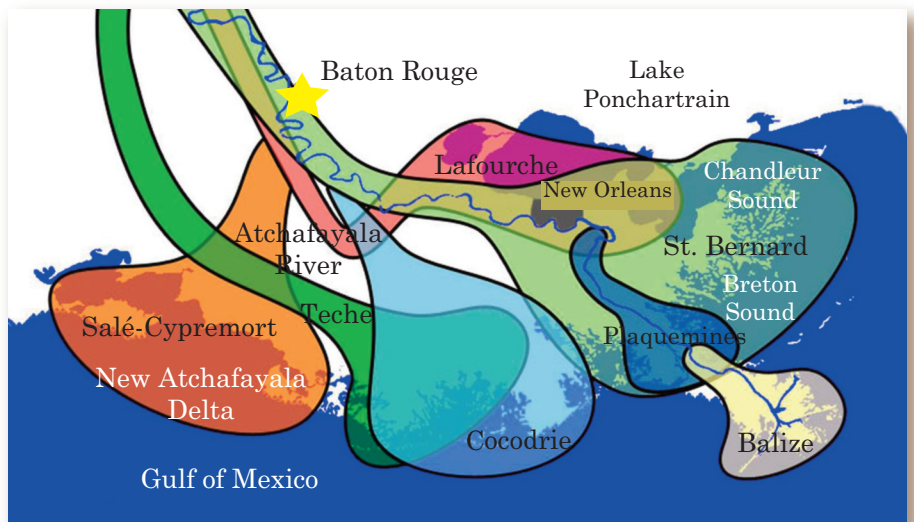 Baton Rouge
Lake
Ponchartrain
Lafourche
New Orleans
Chandleur
Sound
Atchafayala
River
St. Bernard
Breton
Sound
Teche
Salé-Cypremort
Plaquemines
New Atchafayala
Delta
Cocodrie
Balize
Gulf of Mexico